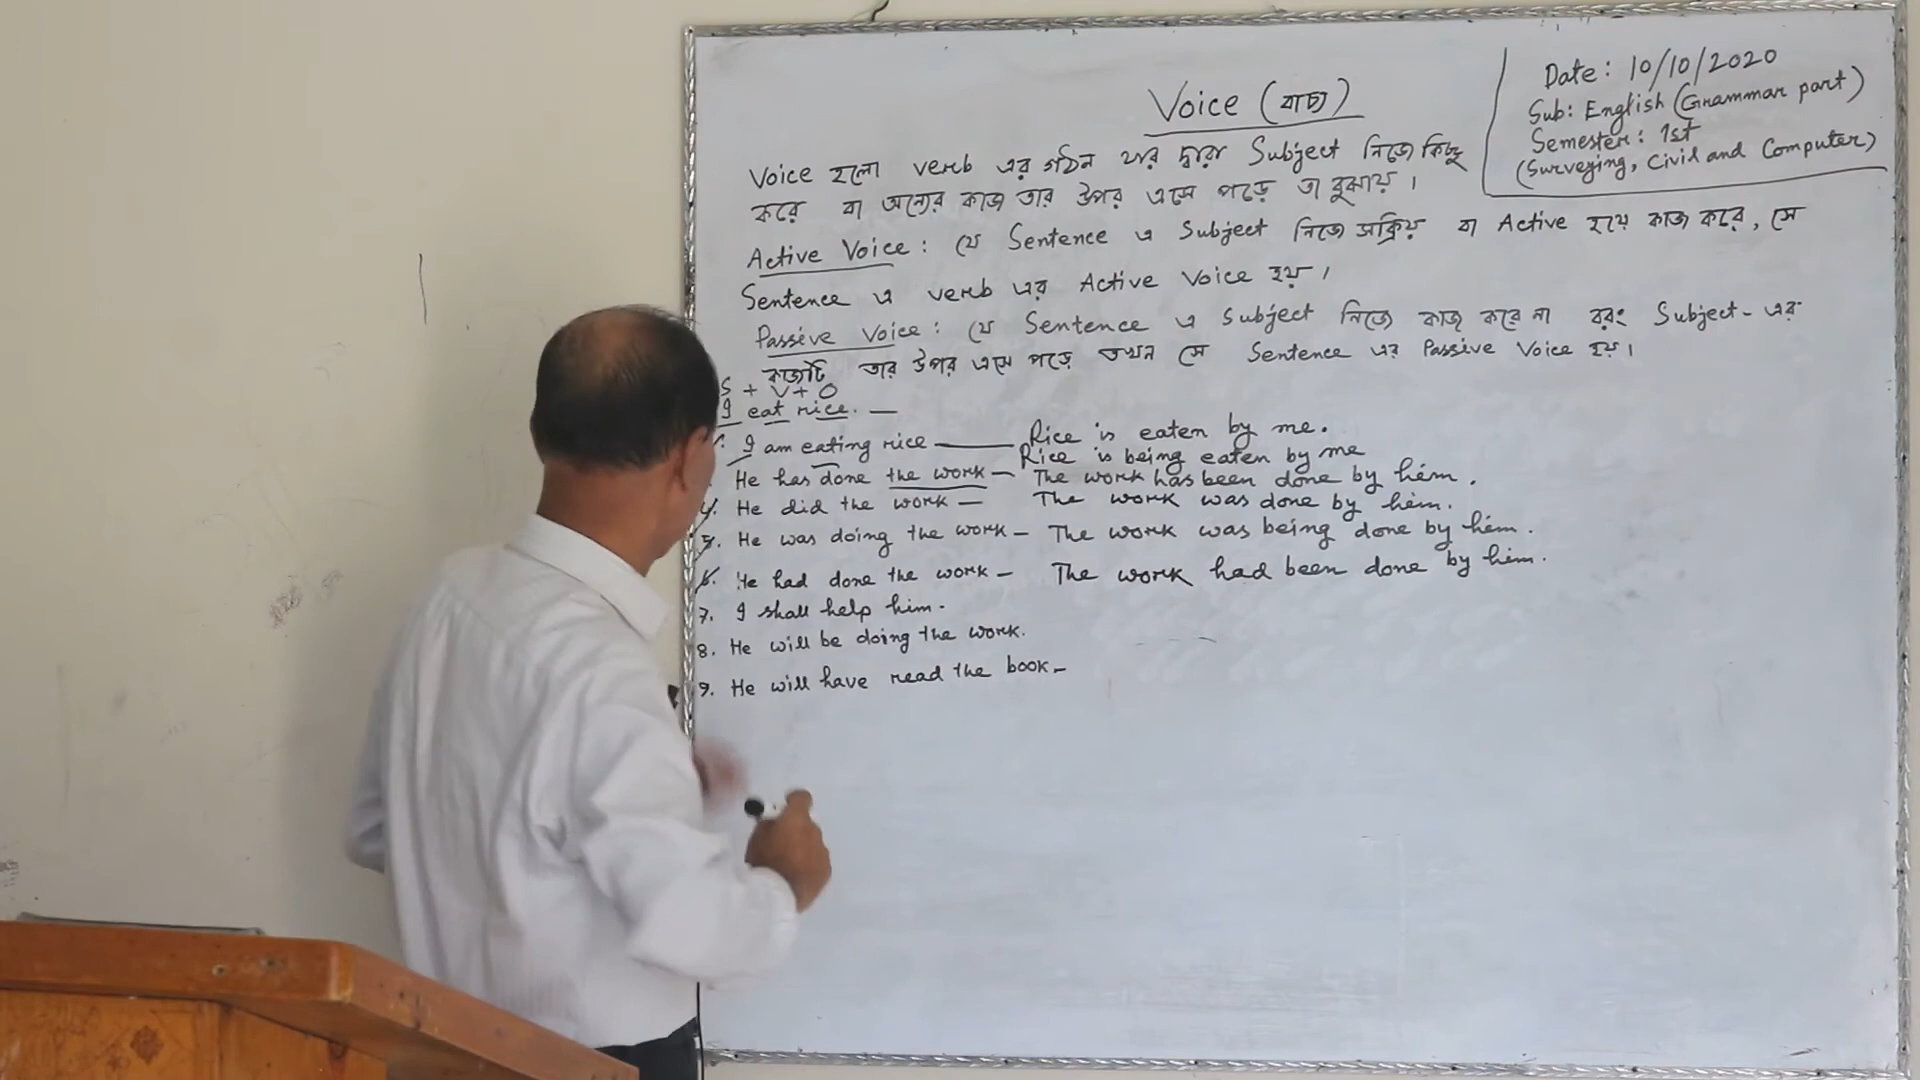 Voice (বাচ্য)
Date: 10/10/2020
Sub: English (Grammar part)
Semester: 1st
(Surveying, Civil and Computer)
Voice হলো verb এর গঠন যার দ্বারা Subject নিজে কিছু
করে বা অন্যের কাজ তার উপর এসে পড়ে তা বুঝায়।
Active Voice: যে Sentence এ Subject নিজে সক্রিয় বা Active হয়ে কাজ করে, সে
Sentence এ verb এর Active Voice হয়।
Passive Voice: যে Sentence এ Subject নিজে কাজ করে না বরং Subject-এর
কাজটি তার উপর এসে পড়ে তখন সে Sentence এর Passive Voice হয়।
S + V + O
I eat rice. — Rice is eaten by me.
I am eating rice — Rice is being eaten by me
He has done the work — The work has been done by him.
4. He did the work — The work was done by him.
5. He was doing the work — The work was being done by him.
6. He had done the work — The work had been done by him.
7. I shall help him.
8. He will be doing the work.
9. He will have read the book —